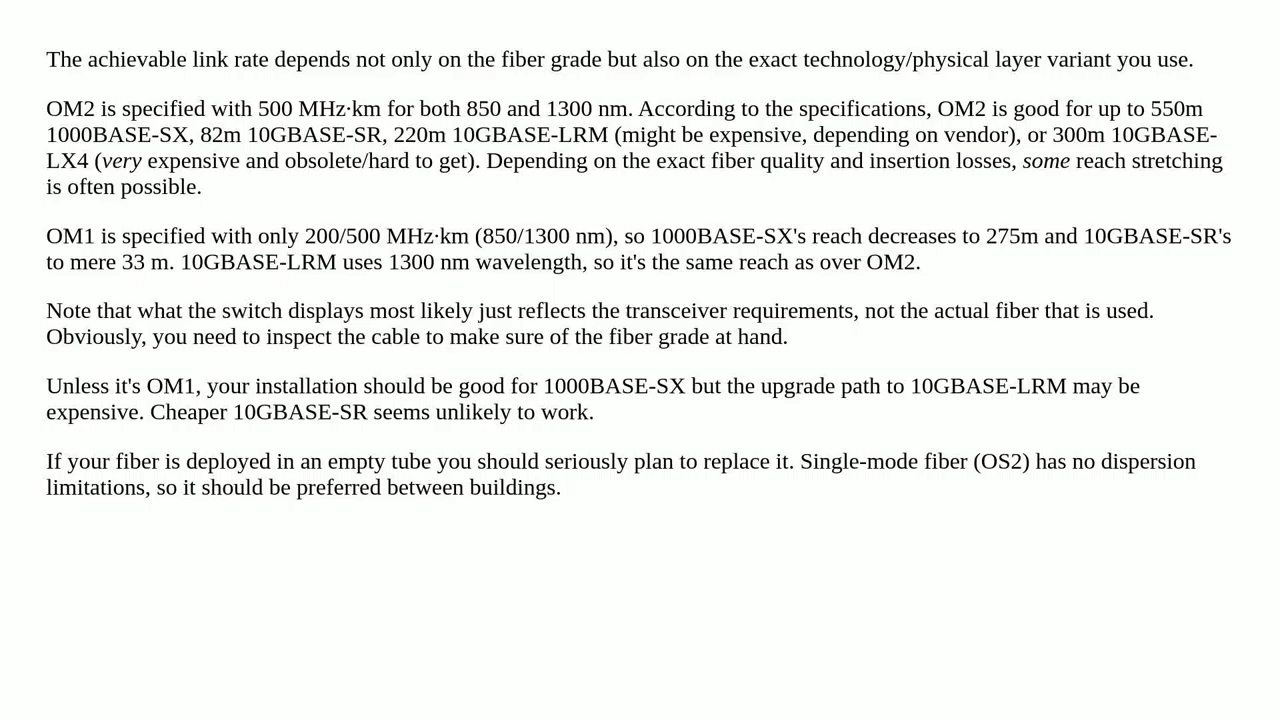 The achievable link rate depends not only on the fiber grade but also on the exact technology/physical layer variant you use.
OM2 is specified with 500 MHz·km for both 850 and 1300 nm. According to the specifications, OM2 is good for up to 550m
1000BASE-SX, 82m 10GBASE-SR, 220m 10GBASE-LRM (might be expensive, depending on vendor), or 300m 10GBASE-
LX4 (very expensive and obsolete/hard to get). Depending on the exact fiber quality and insertion losses, some reach stretching
is often possible.
OM1 is specified with only 200/500 MHz·km (850/1300 nm), so 1000BASE-SX's reach decreases to 275m and 10GBASE-SR's
to mere 33 m. 10GBASE-LRM uses 1300 nm wavelength, so it's the same reach as over OM2.
Note that what the switch displays most likely just reflects the transceiver requirements, not the actual fiber that is used.
Obviously, you need to inspect the cable to make sure of the fiber grade at hand.
Unless it's OM1, your installation should be good for 1000BASE-SX but the upgrade path to 10GBASE-LRM may be
expensive. Cheaper 10GBASE-SR seems unlikely to work.
If your fiber is deployed in an empty tube you should seriously plan to replace it. Single-mode fiber (OS2) has no dispersion
limitations, so it should be preferred between buildings.